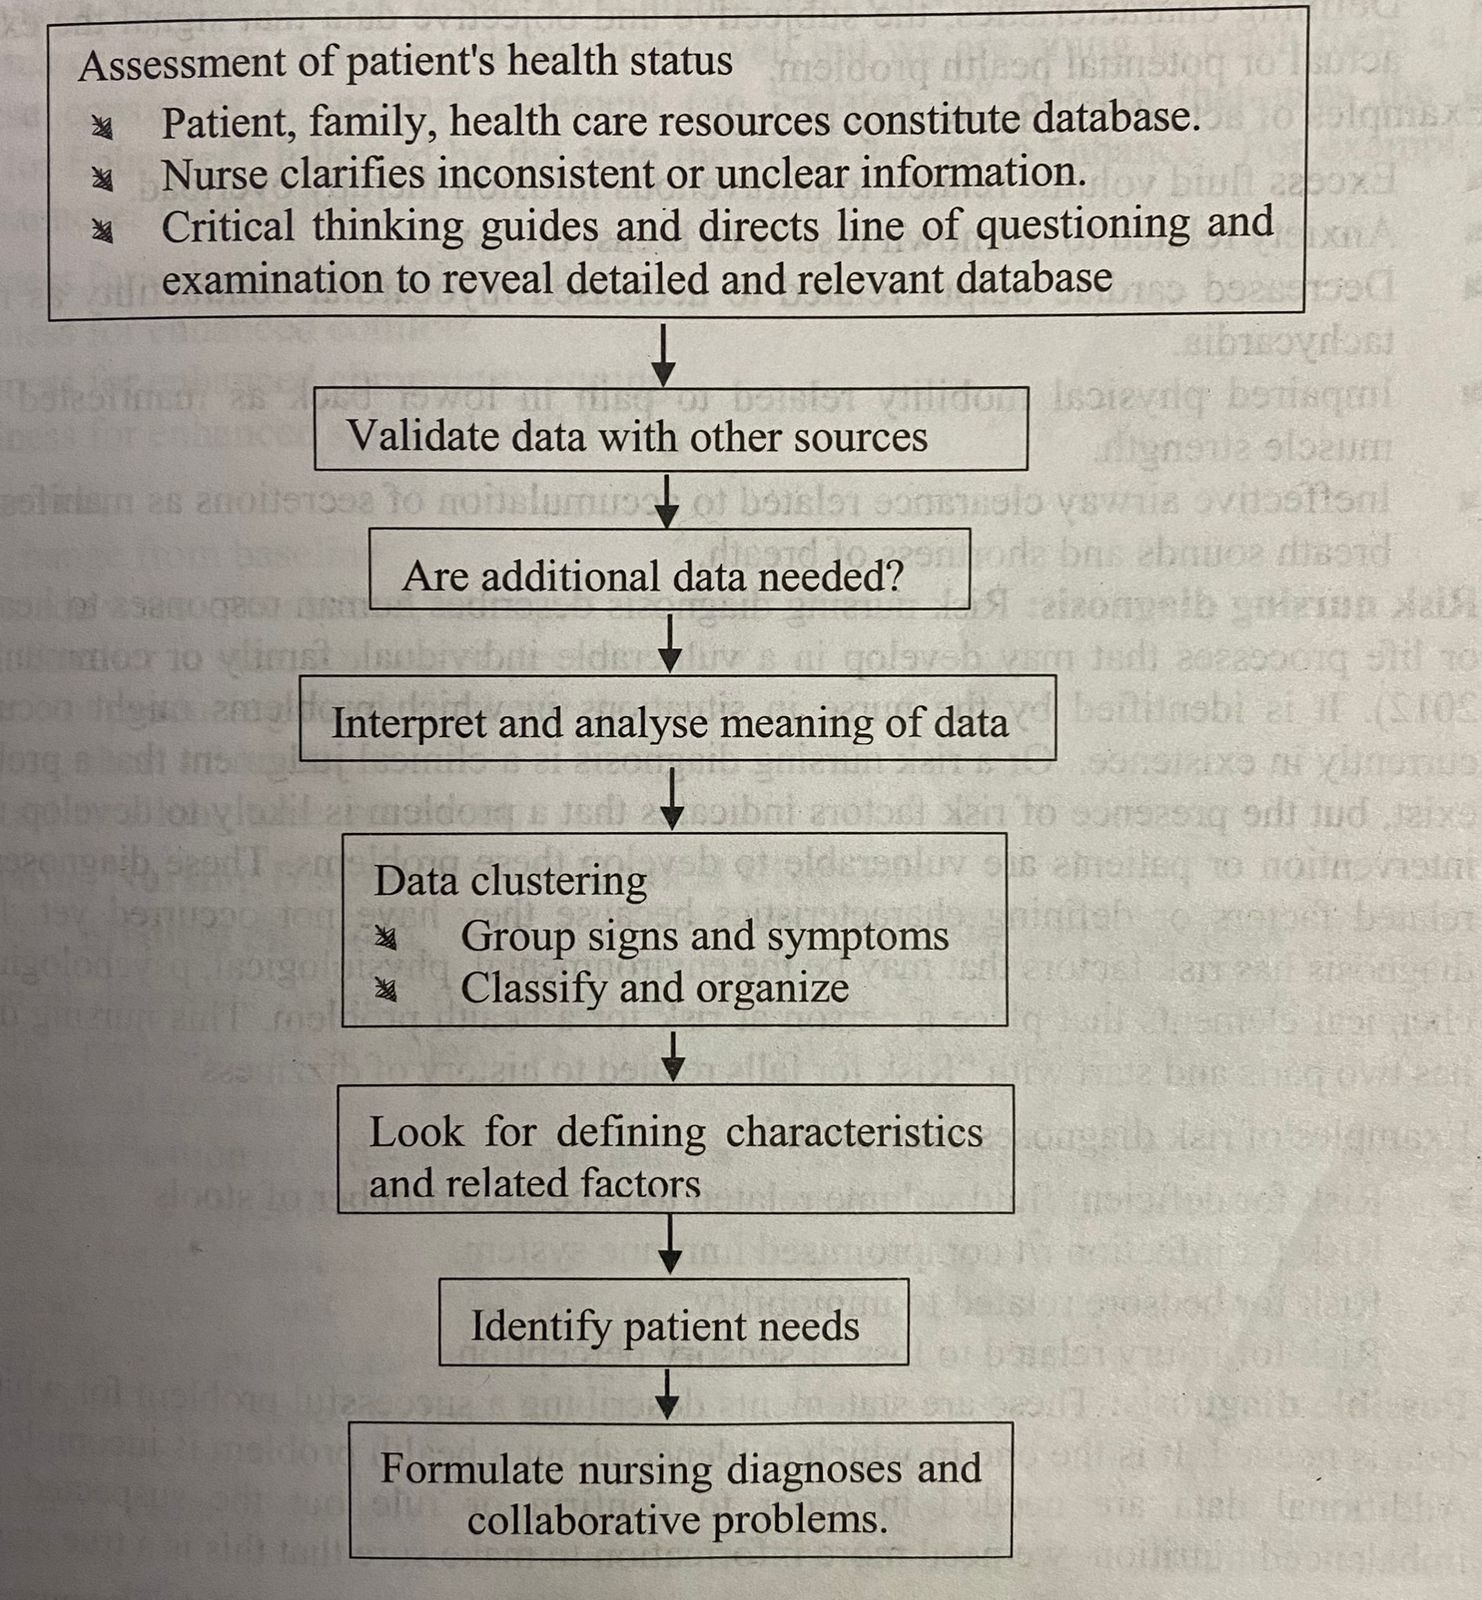 Assessment of patient's health status
Patient, family, health care resources constitute database.
Nurse clarifies inconsistent or unclear information.
Critical thinking guides and directs line of questioning and
examination to reveal detailed and relevant database
Validate data with other sources
Are additional data needed?
Interpret and analyse meaning of data
Data clustering
Group signs and symptoms
Classify and organize
Look for defining characteristics
and related factors
Identify patient needs
Formulate nursing diagnoses and
collaborative problems.